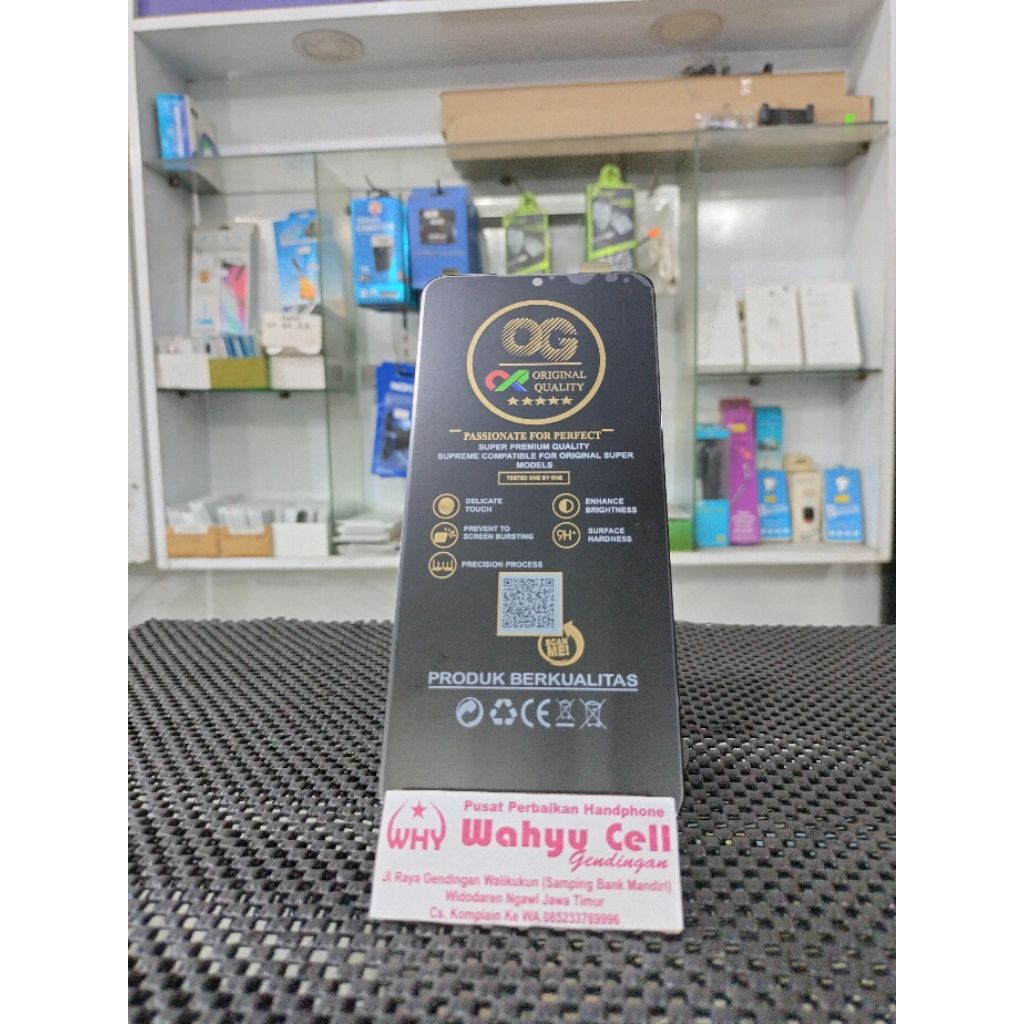 OG
ORIGINAL
QUALITY
PASSIONATE FOR PERFECT
SUPER PREMIUM QUALITY
SUPREME COMPATIBLE FOR ORIGINAL SUPER
MODELS
TESTED ONE BY ONE
DELICATE
TOUCH
ENHANCE
BRIGHTNESS
PREVENT TO
SCREEN BURSTING
9H+
SURFACE
HARDNESS
PRECISION PROCESS
SCAN
ME!
PRODUK BERKUALITAS
CE
Pusat Perbaikan Handphone
WHY
Wahyu Cell
Gendingan
Jl Raya Gendingan Walikukun (Samping Bank Mandiri)
Widodaren Ngawi Jawa Timur
Cs. Komplain Ke WA 085233769996